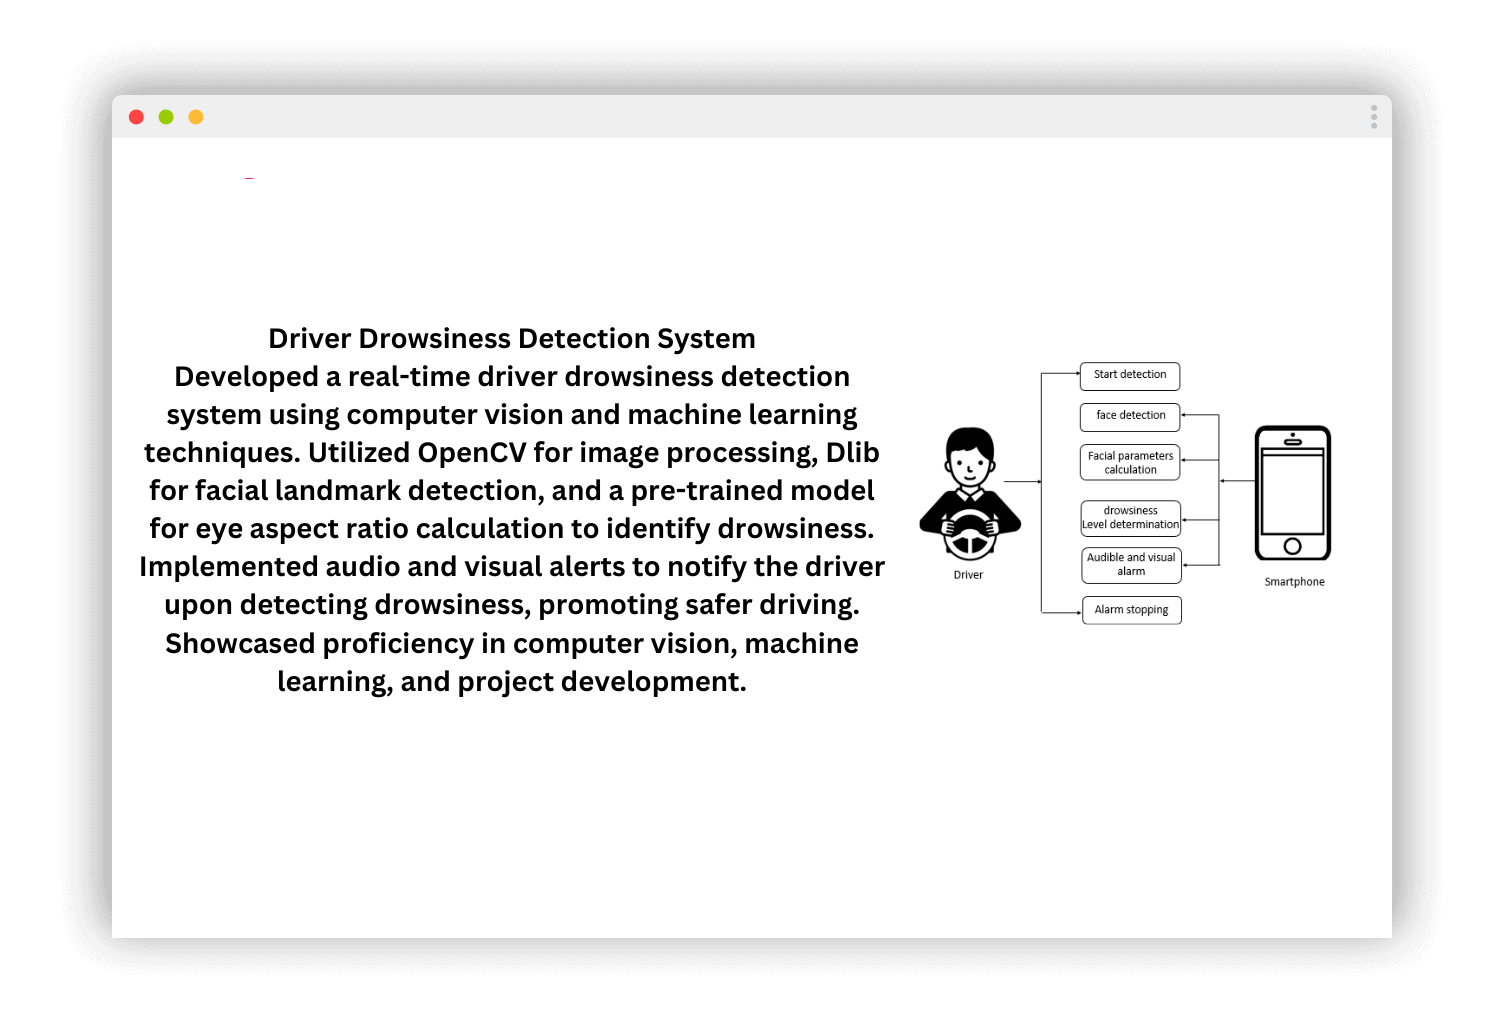 Driver Drowsiness Detection System
Developed a real-time driver drowsiness detection
system using computer vision and machine learning
techniques. Utilized OpenCV for image processing, Dlib
for facial landmark detection, and a pre-trained model
for eye aspect ratio calculation to identify drowsiness.
Implemented audio and visual alerts to notify the driver
upon detecting drowsiness, promoting safer driving.
Showcased proficiency in computer vision, machine
learning, and project development.
Driver
Start detection
face detection
Facial parameters
calculation
drowsiness
Level determination
Audible and visual
alarm
Alarm stopping
Smartphone